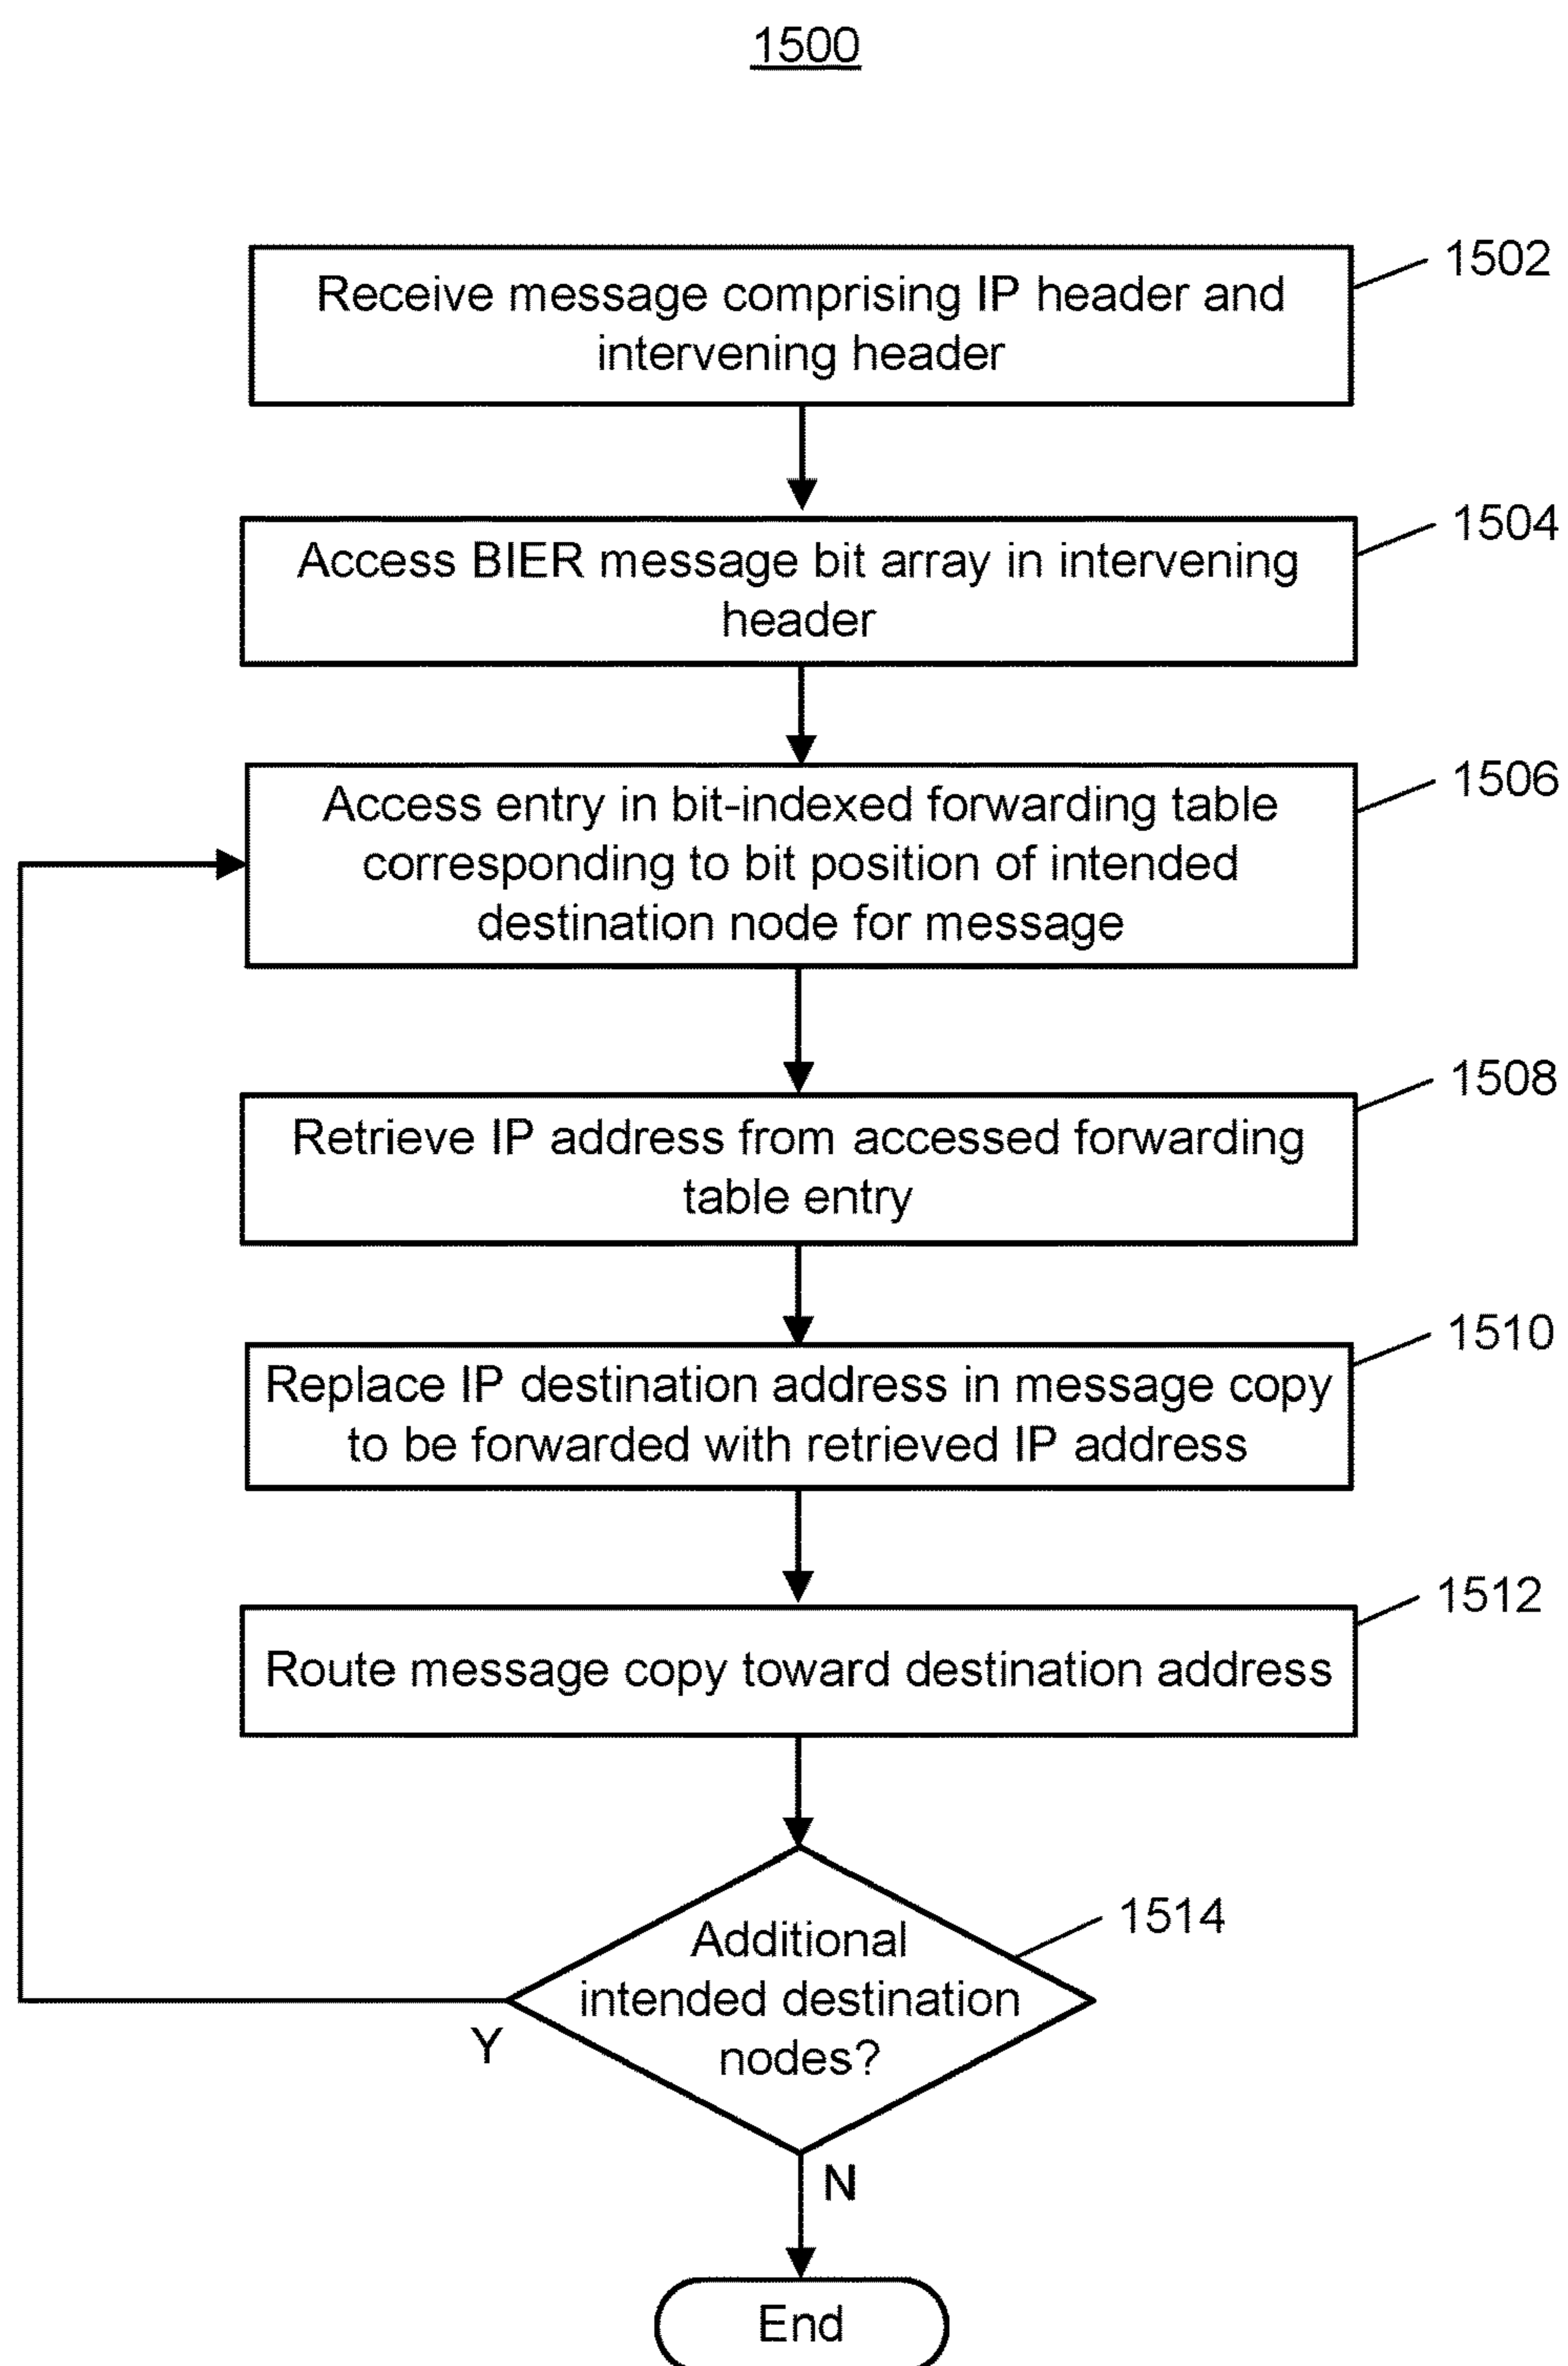 1500
Receive message comprising IP header and
intervening header
1502
Access BIER message bit array in intervening
header
1504
Access entry in bit-indexed forwarding table
corresponding to bit position of intended
destination node for message
1506
Retrieve IP address from accessed forwarding
table entry
1508
Replace IP destination address in message copy
to be forwarded with retrieved IP address
1510
Route message copy toward destination address
1512
Additional
intended destination
nodes?
1514
Y
N
End